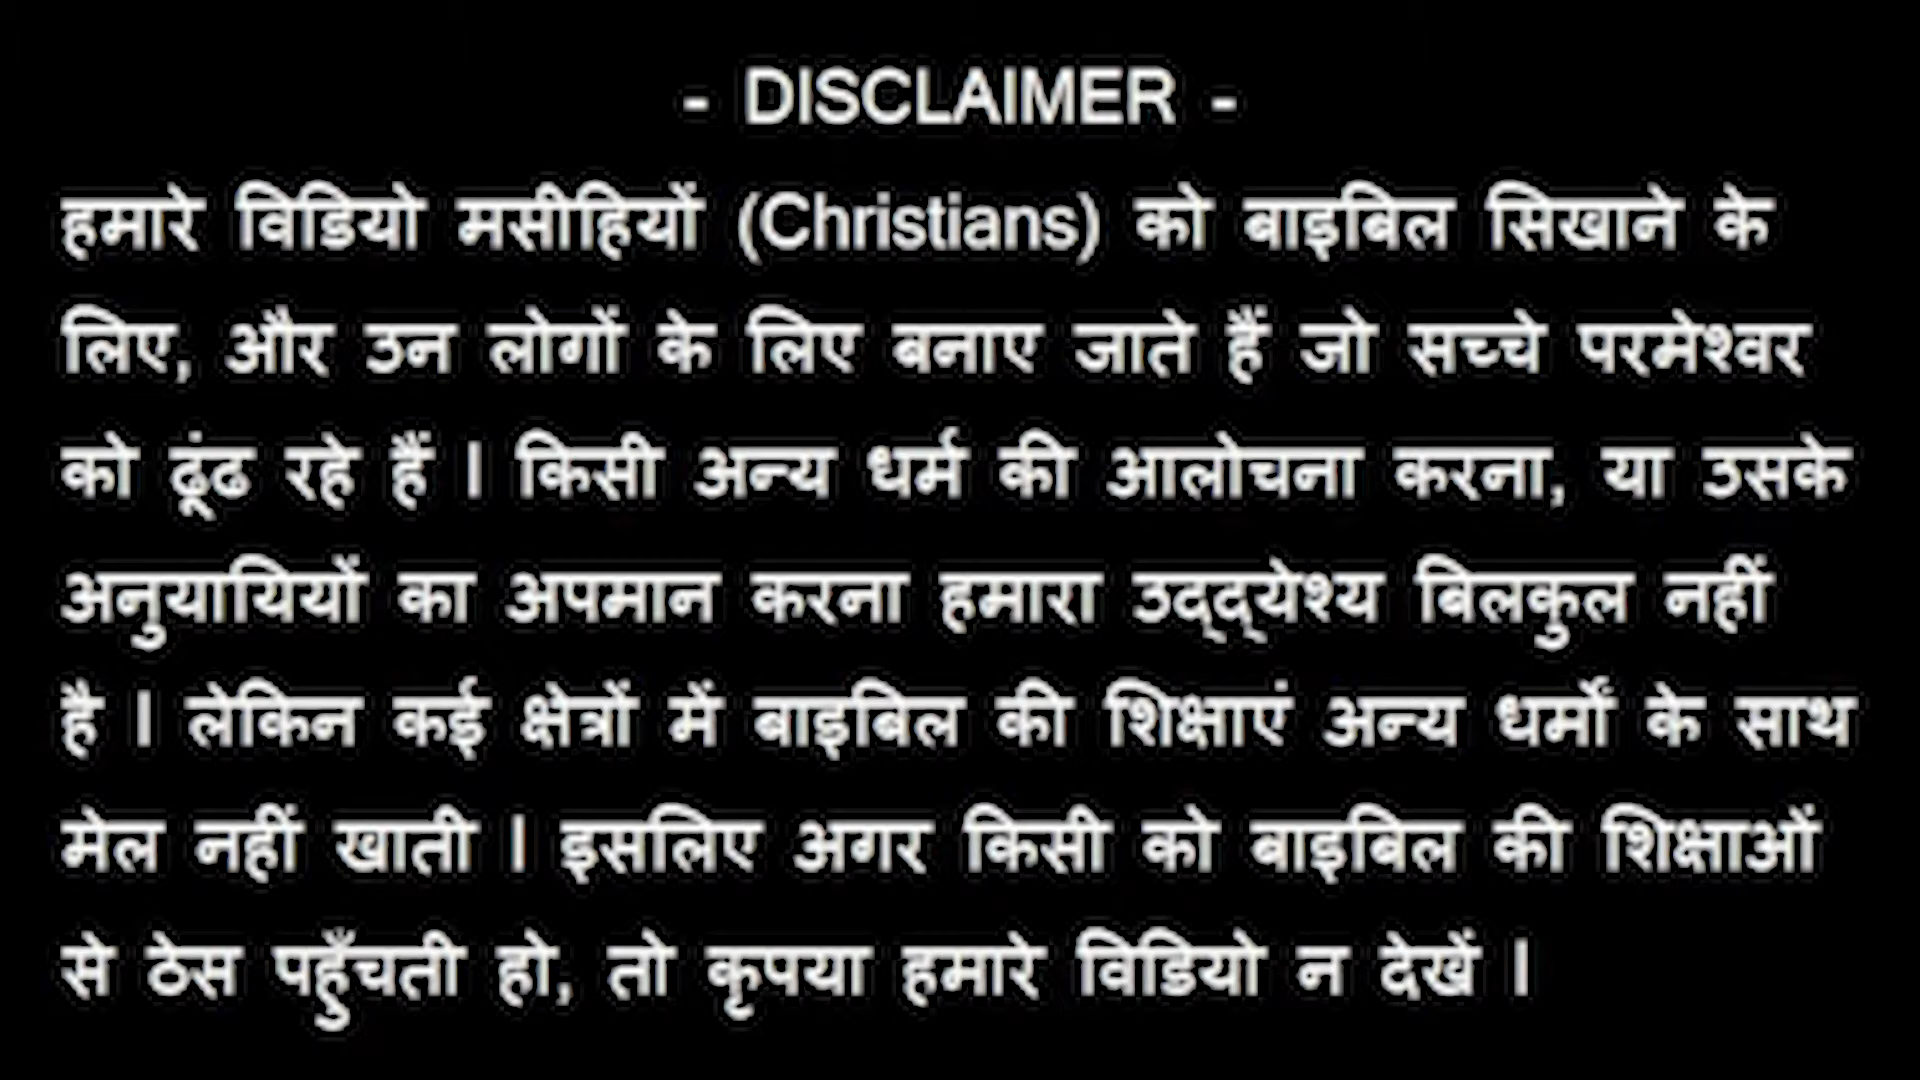 - DISCLAIMER -
हमारे विडियो मसीहियों (Christians) को बाइबिल सिखाने के
लिए, और उन लोगों के लिए बनाए जाते हैं जो सच्चे परमेश्वर
को ढूंढ रहे हैं । किसी अन्य धर्म की आलोचना करना, या उसके
अनुयायियों का अपमान करना हमारा उद्द्येश्य बिलकुल नहीं
है । लेकिन कई क्षेत्रों में बाइबिल की शिक्षाएं अन्य धर्मों के साथ
मेल नहीं खाती । इसलिए अगर किसी को बाइबिल की शिक्षाओं
से ठेस पहुँचती हो, तो कृपया हमारे विडियो न देखें ।